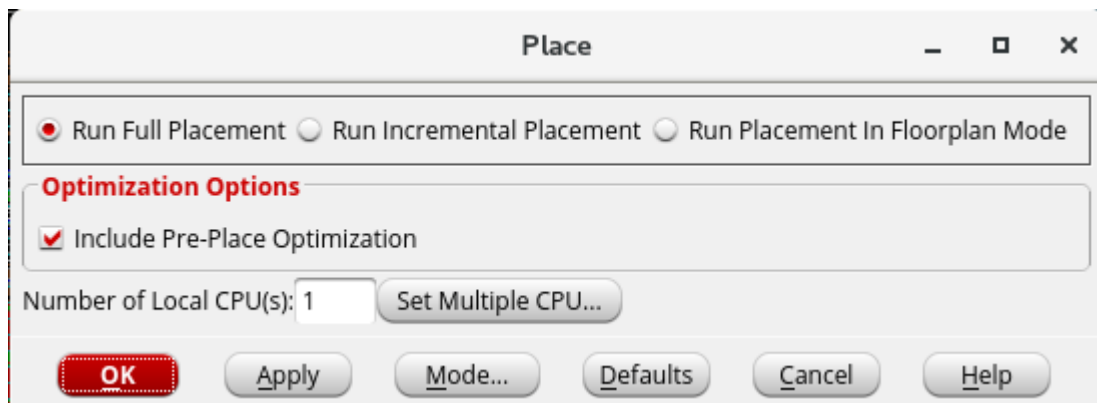 Place
Run Full Placement Run Incremental Placement Run Placement In Floorplan Mode
Optimization Options
Include Pre-Place Optimization
Number of Local CPU(s): 1 Set Multiple CPU...
OK Apply Mode... Defaults Cancel Help